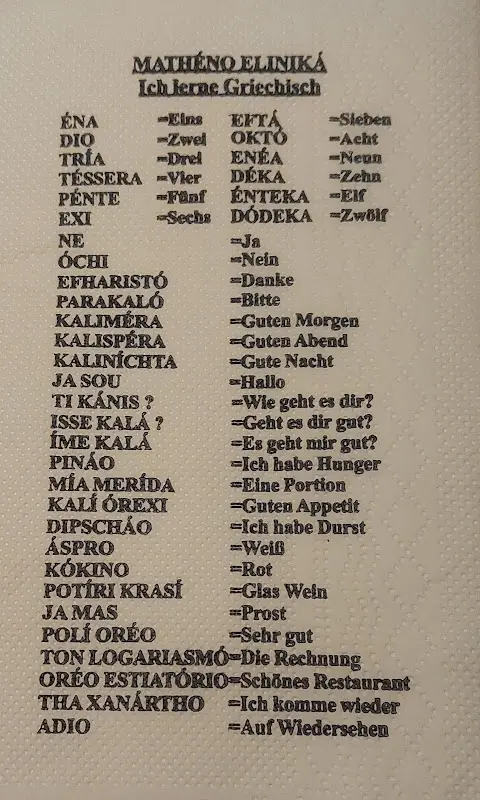 MATHÉNO ELINIKÁ
Ich lerne Griechisch
ÉNA =Eins EFTÁ =Sieben
DIO =Zwei OKTÓ =Acht
TRÍA =Drei ENÉA =Neun
TÉSSERA =Vier DÉKA =Zehn
PÉNTE =Fünf ÉNTEKA =Elf
EXI =Sechs DÓDEKA =Zwölf
NE =Ja
ÓCHI =Nein
EFHARISTÓ =Danke
PARAKALÓ =Bitte
KALIMÉRA =Guten Morgen
KALISPÉRA =Guten Abend
KALINÍCHTA =Gute Nacht
JA SOU =Hallo
TI KÁNIS ? =Wie geht es dir?
ISSE KALÁ ? =Geht es dir gut?
ÍME KALÁ =Es geht mir gut?
PINÁO =Ich habe Hunger
MÍA MERÍDA =Eine Portion
KALÍ ÓREXI =Guten Appetit
DIPSCHÁO =Ich habe Durst
ÁSPRO =Weiß
KÓKINO =Rot
POTÍRI KRASÍ =Glas Wein
JA MAS =Prost
POLÍ ORÉO =Sehr gut
TON LOGARIASMÓ=Die Rechnung
ORÉO ESTIATÓRIO=Schönes Restaurant
THA XANÁRTHO =Ich komme wieder
ADIO =Auf Wiedersehen